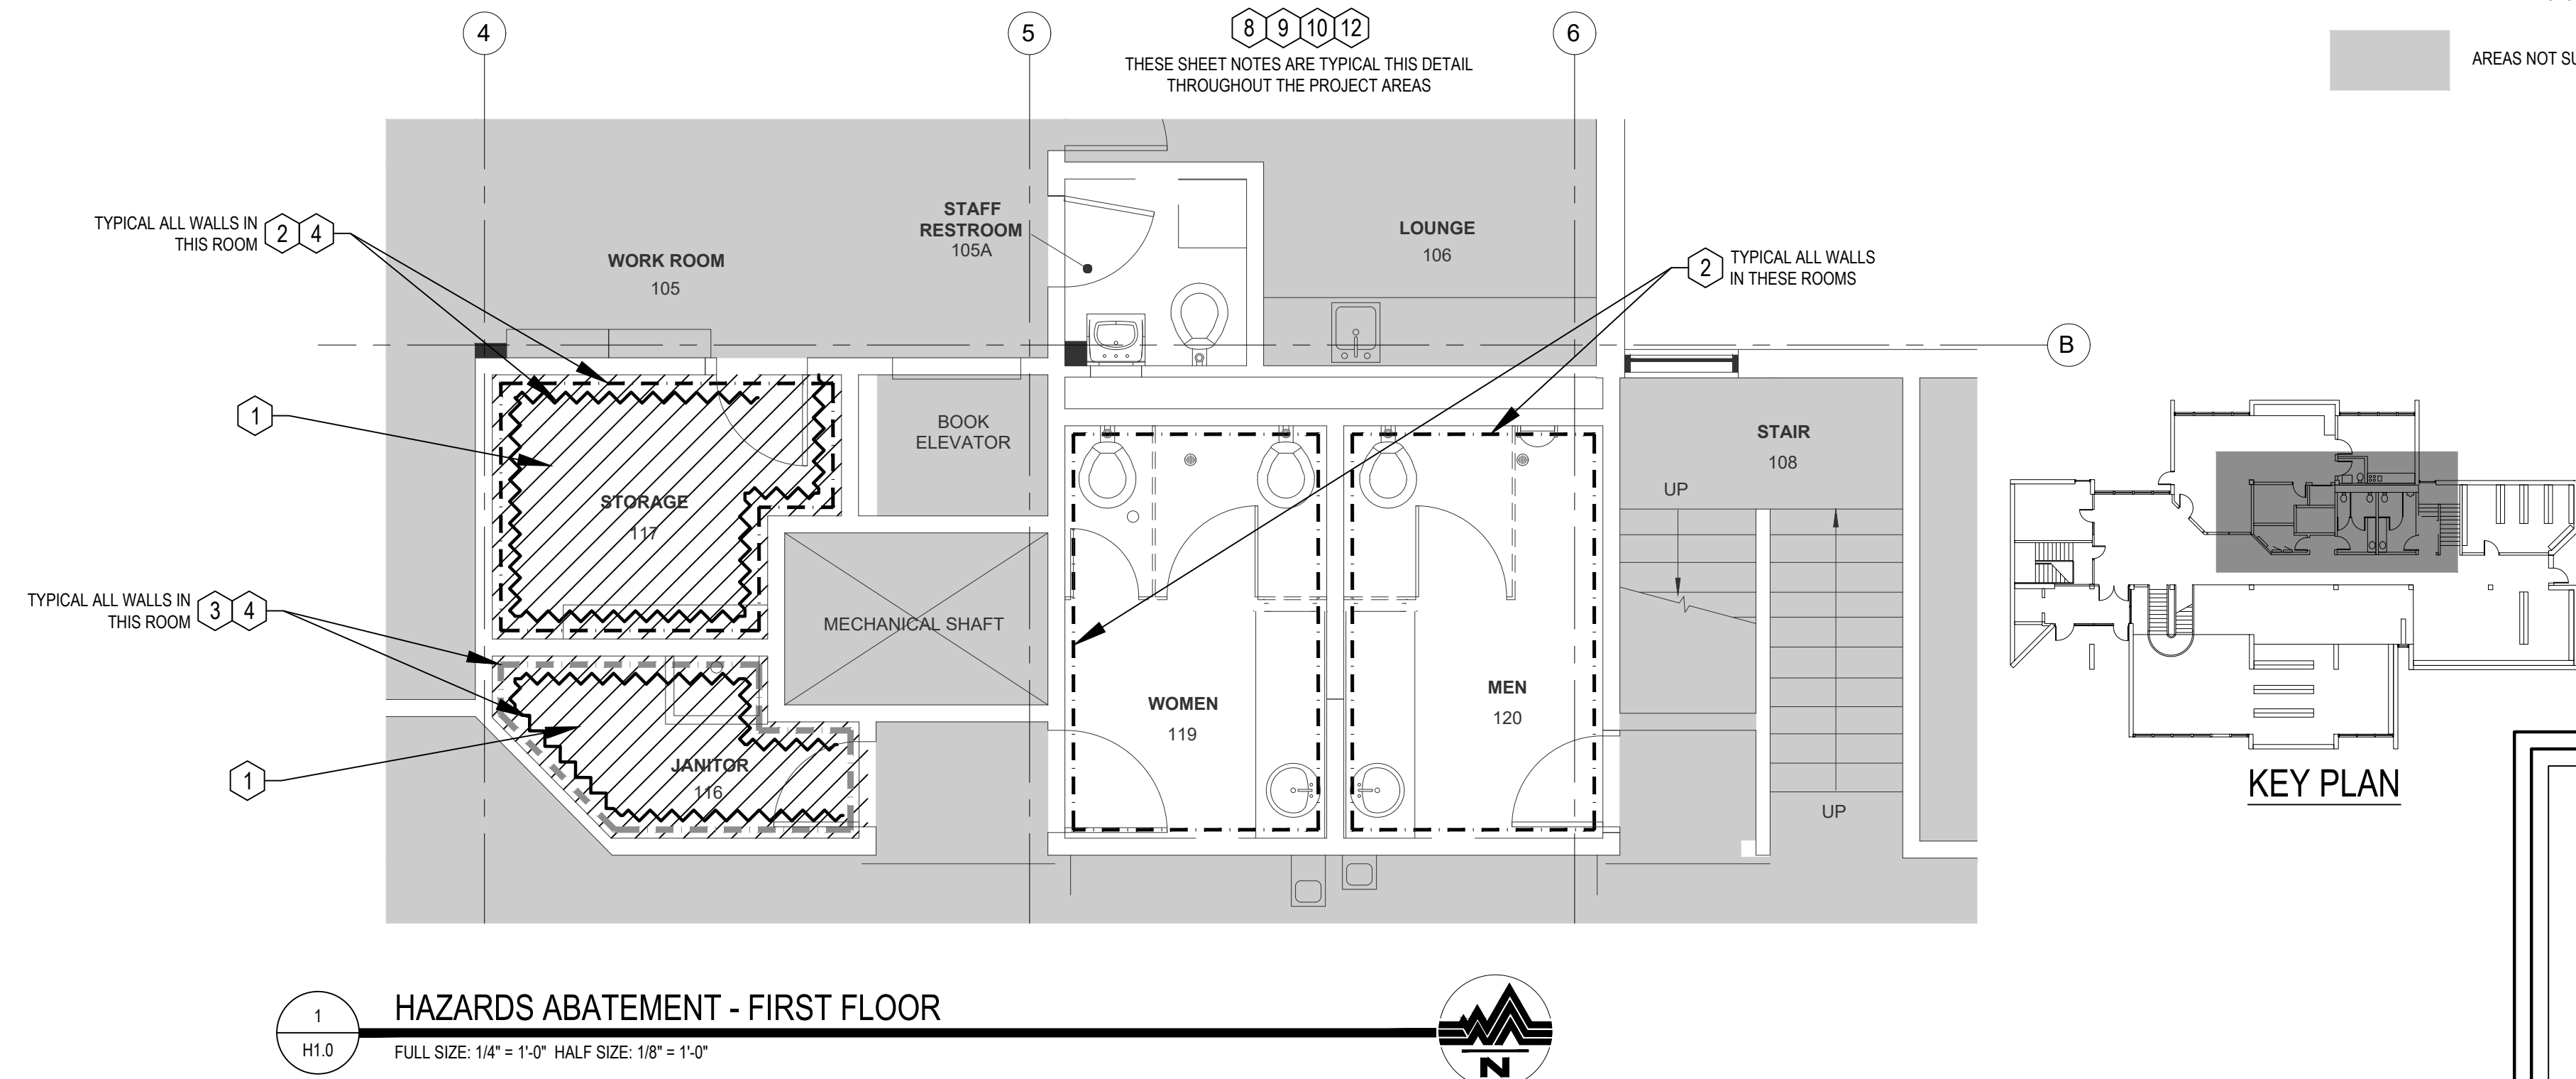 4
5
8 9 10 12
THESE SHEET NOTES ARE TYPICAL THIS DETAIL
THROUGHOUT THE PROJECT AREAS
6
AREAS NOT
TYPICAL ALL WALLS IN
THIS ROOM
2 4
WORK ROOM
105
STAFF
RESTROOM
105A
LOUNGE
106
2
TYPICAL ALL WALLS
IN THESE ROOMS
B
1
BOOK
ELEVATOR
STORAGE
117
STAIR
108
UP
TYPICAL ALL WALLS IN
THIS ROOM
3 4
MECHANICAL SHAFT
WOMEN
119
MEN
120
JANITOR
116
1
UP
KEY PLAN
1
H1.0
HAZARDS ABATEMENT - FIRST FLOOR
FULL SIZE: 1/4" = 1'-0" HALF SIZE: 1/8" = 1'-0"
N